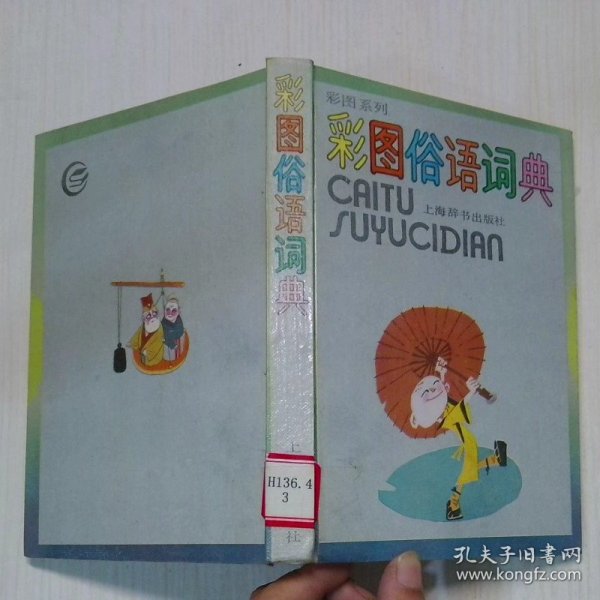 彩图系列
彩图俗语词典
CAITU
上海辞书出版社
SUYUCIDIAN
彩图俗语词典
上
H136.4
3
社
孔夫子旧书网
www.kongfz.com